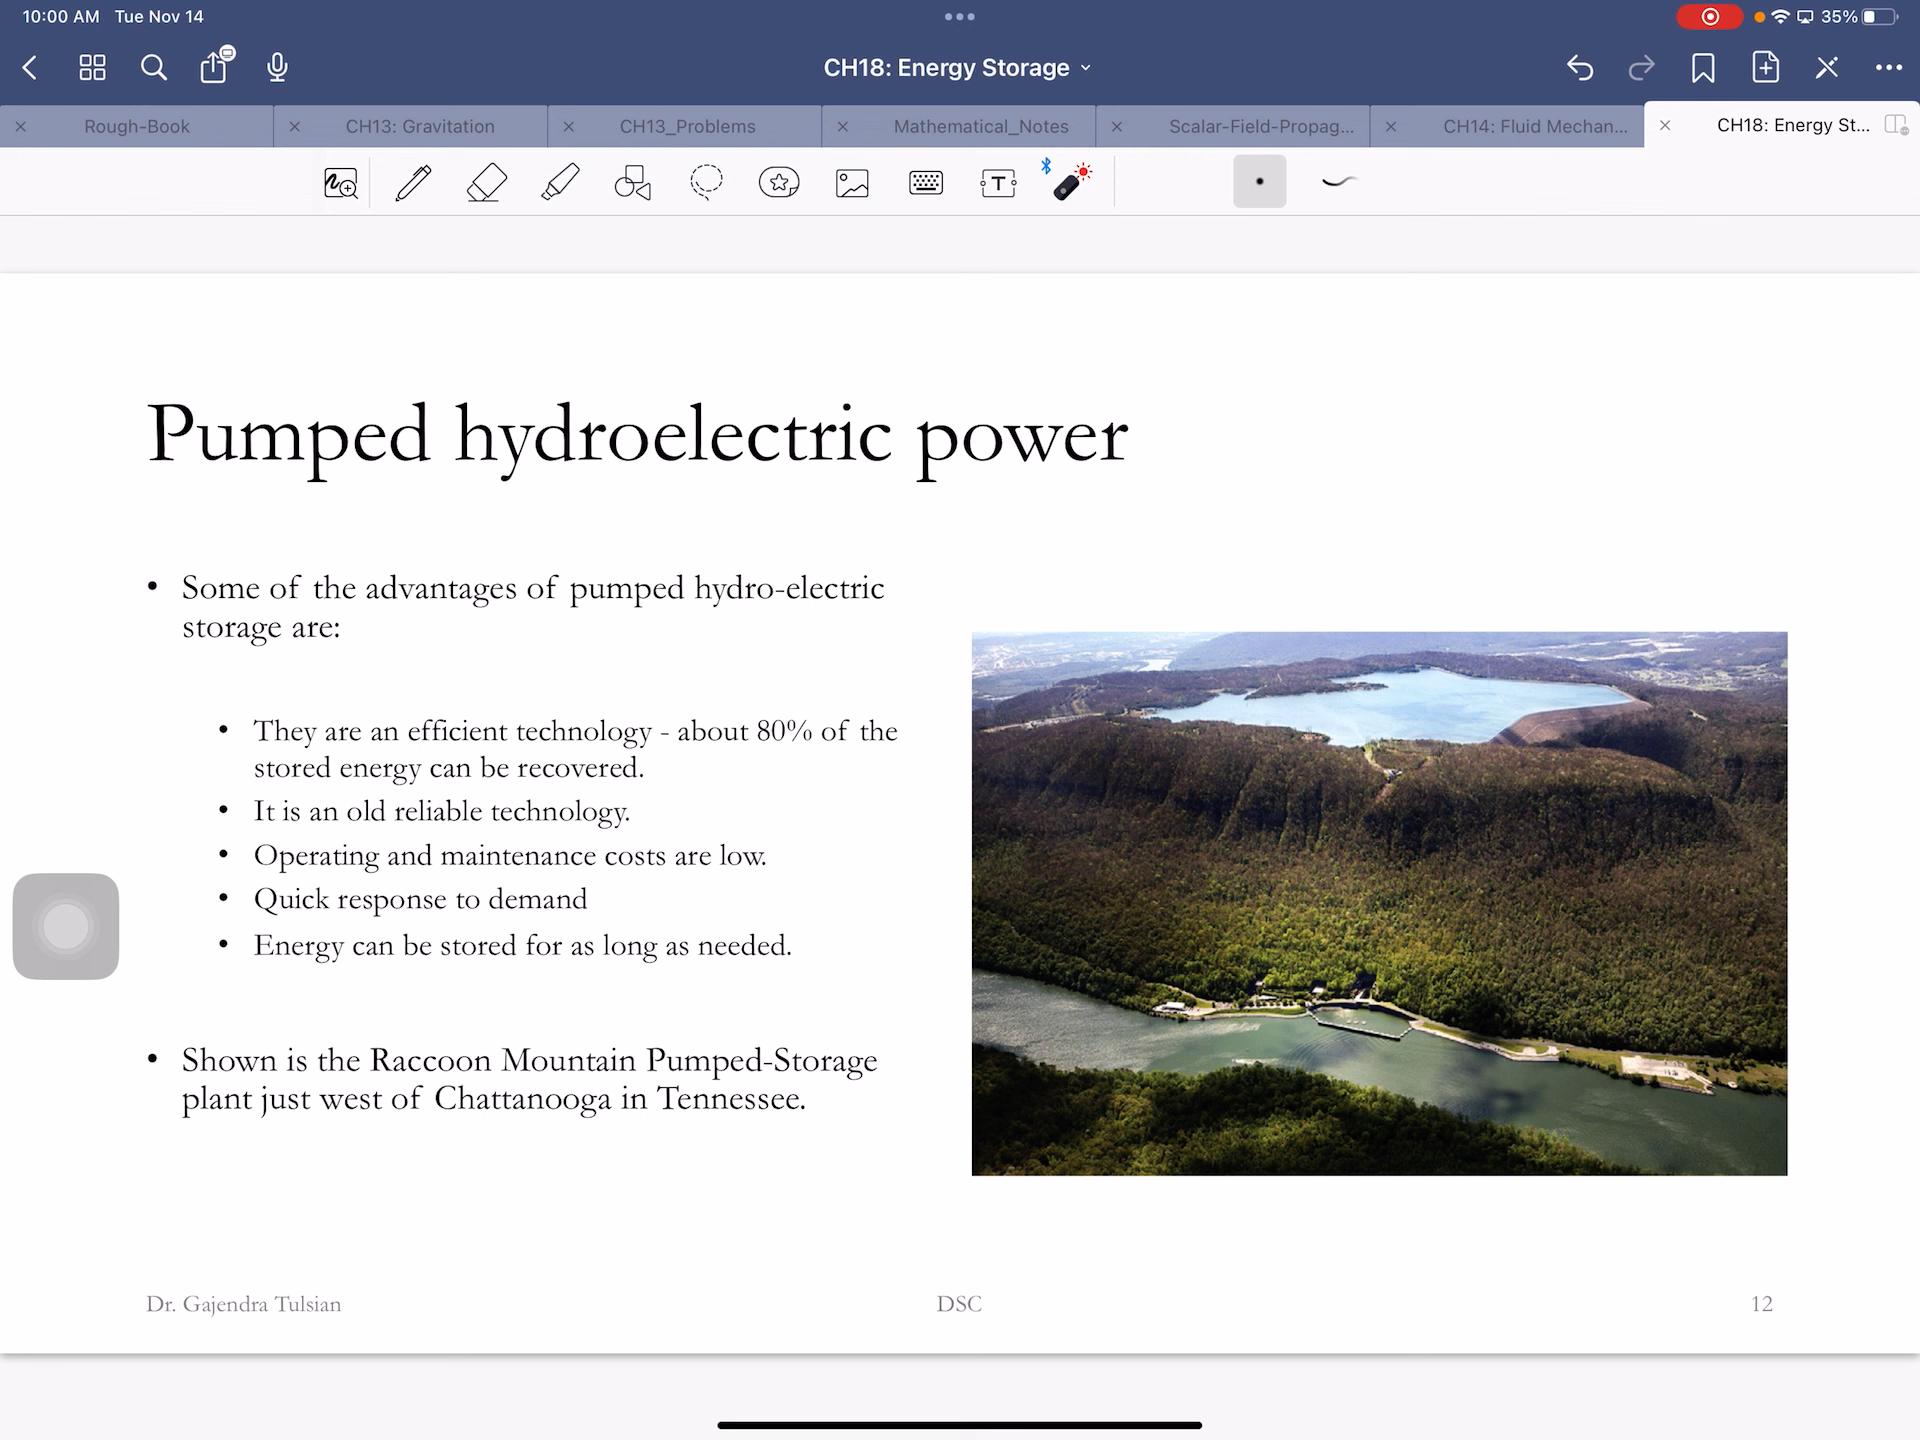 10:00 AM Tue Nov 14
35%
CH18: Energy Storage
Rough-Book
CH13: Gravitation
CH13_Problems
Mathematical_Notes
Scalar-Field-Propag...
CH14: Fluid Mechan...
CH18: Energy St...
T
Pumped hydroelectric power
• Some of the advantages of pumped hydro-electric
storage are:
• They are an efficient technology - about 80% of the
stored energy can be recovered.
• It is an old reliable technology.
• Operating and maintenance costs are low.
• Quick response to demand
• Energy can be stored for as long as needed.
• Shown is the Raccoon Mountain Pumped-Storage
plant just west of Chattanooga in Tennessee.
Dr. Gajendra Tulsian
DSC
12